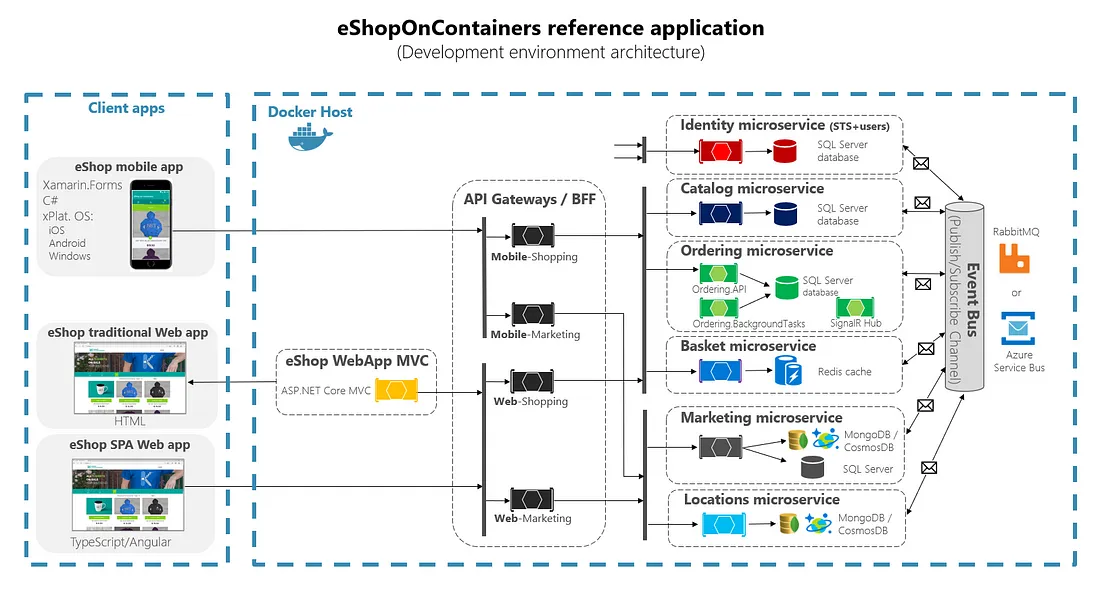 eShopOnContainers reference application
(Development environment architecture)
Client apps
eShop mobile app
Xamarin.Forms
C#
xPlat. OS:
iOS
Android
Windows
eShop traditional Web app
HTML
eShop SPA Web app
TypeScript/Angular
Docker Host
eShop WebApp MVC
ASP.NET Core MVC
API Gateways / BFF
Mobile-Shopping
Mobile-Marketing
Web-Shopping
Web-Marketing
Identity microservice (STS+users)
SQL Server
database
Catalog microservice
SQL Server
database
Ordering microservice
Ordering.API
SQL Server
database
Ordering.BackgroundTasks
SignalR Hub
Basket microservice
Redis cache
Marketing microservice
MongoDB /
CosmosDB
SQL Server
Locations microservice
MongoDB /
CosmosDB
Event Bus
(Publish/Subscribe Channel)
RabbitMQ
or
Azure
Service Bus